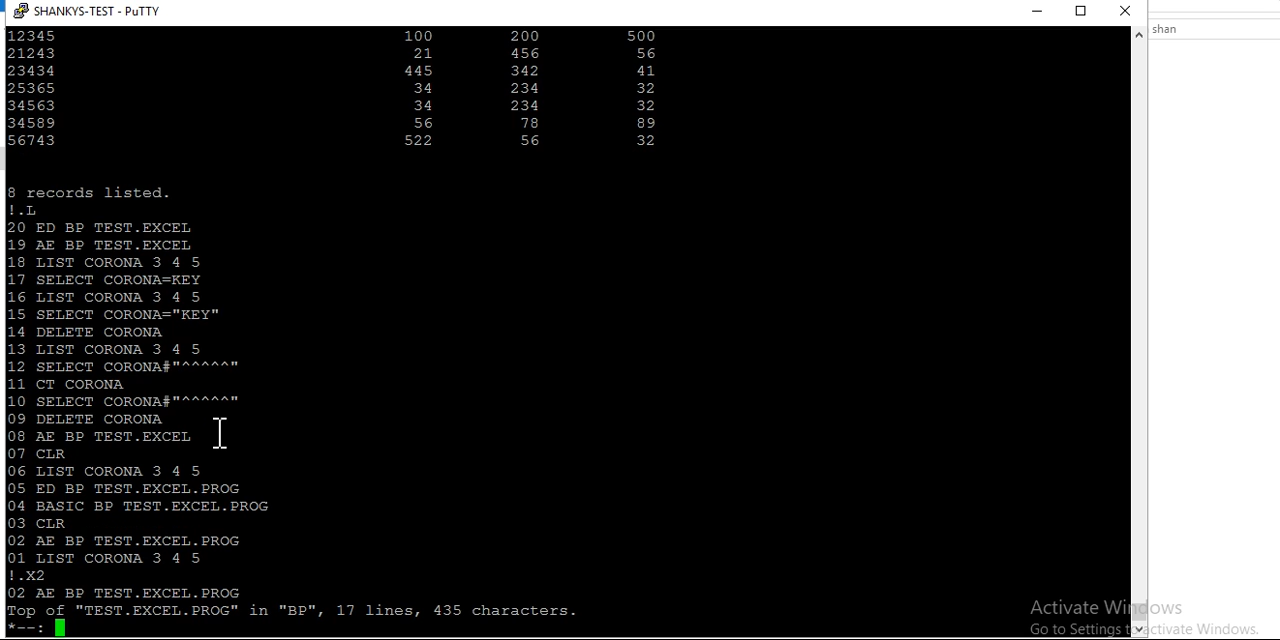 SHANKYS-TEST - PuTTY
shan
12345 100 200 500
21243 21 456 56
23434 445 342 41
25365 34 234 32
34563 34 234 32
34589 56 78 89
56743 522 56 32
8 records listed.
!.L
20 ED BP TEST.EXCEL
19 AE BP TEST.EXCEL
18 LIST CORONA 3 4 5
17 SELECT CORONA=KEY
16 LIST CORONA 3 4 5
15 SELECT CORONA="KEY"
14 DELETE CORONA
13 LIST CORONA 3 4 5
12 SELECT CORONA#"^^^^^"
11 CT CORONA
10 SELECT CORONA#"^^^^^"
09 DELETE CORONA
08 AE BP TEST.EXCEL
07 CLR
06 LIST CORONA 3 4 5
05 ED BP TEST.EXCEL.PROG
04 BASIC BP TEST.EXCEL.PROG
03 CLR
02 AE BP TEST.EXCEL.PROG
01 LIST CORONA 3 4 5
!.X2
02 AE BP TEST.EXCEL.PROG
Top of "TEST.EXCEL.PROG" in "BP", 17 lines, 435 characters.
*--:
Activate Windows
Go to Settings to activate Windows.